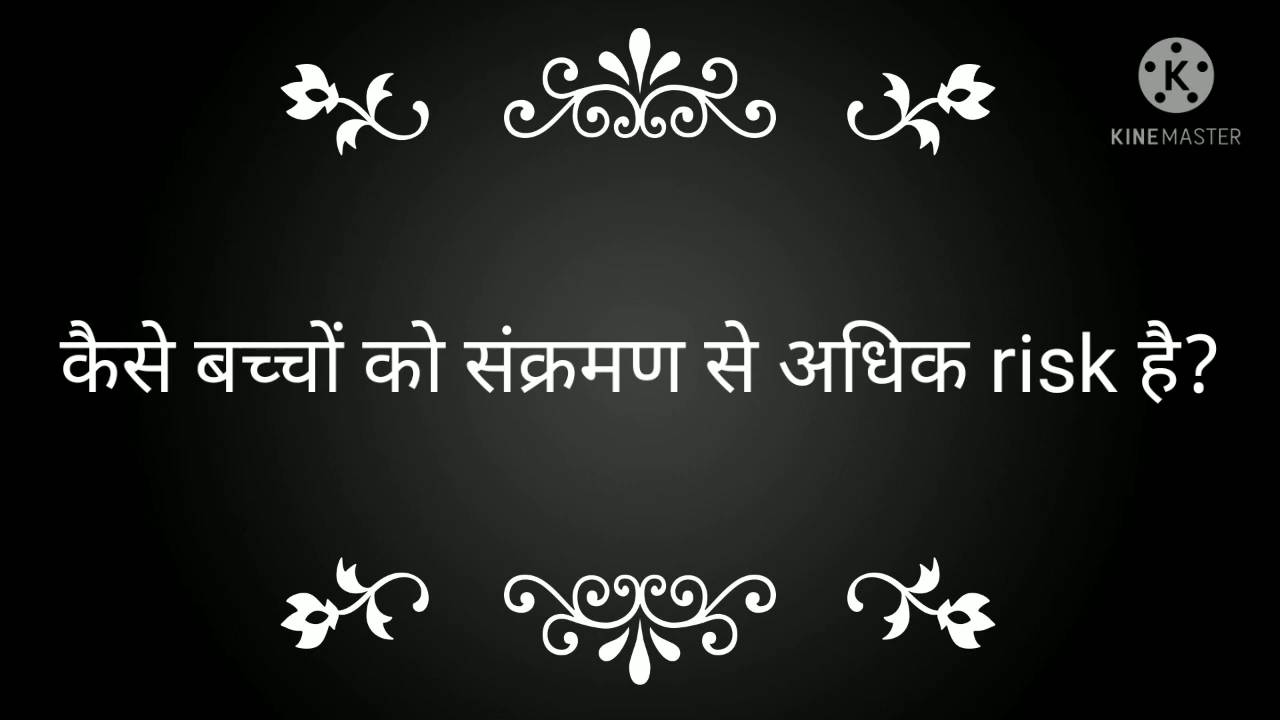 K
KINEMASTER
कैसे बच्चों को संक्रमण से अधिक risk है?